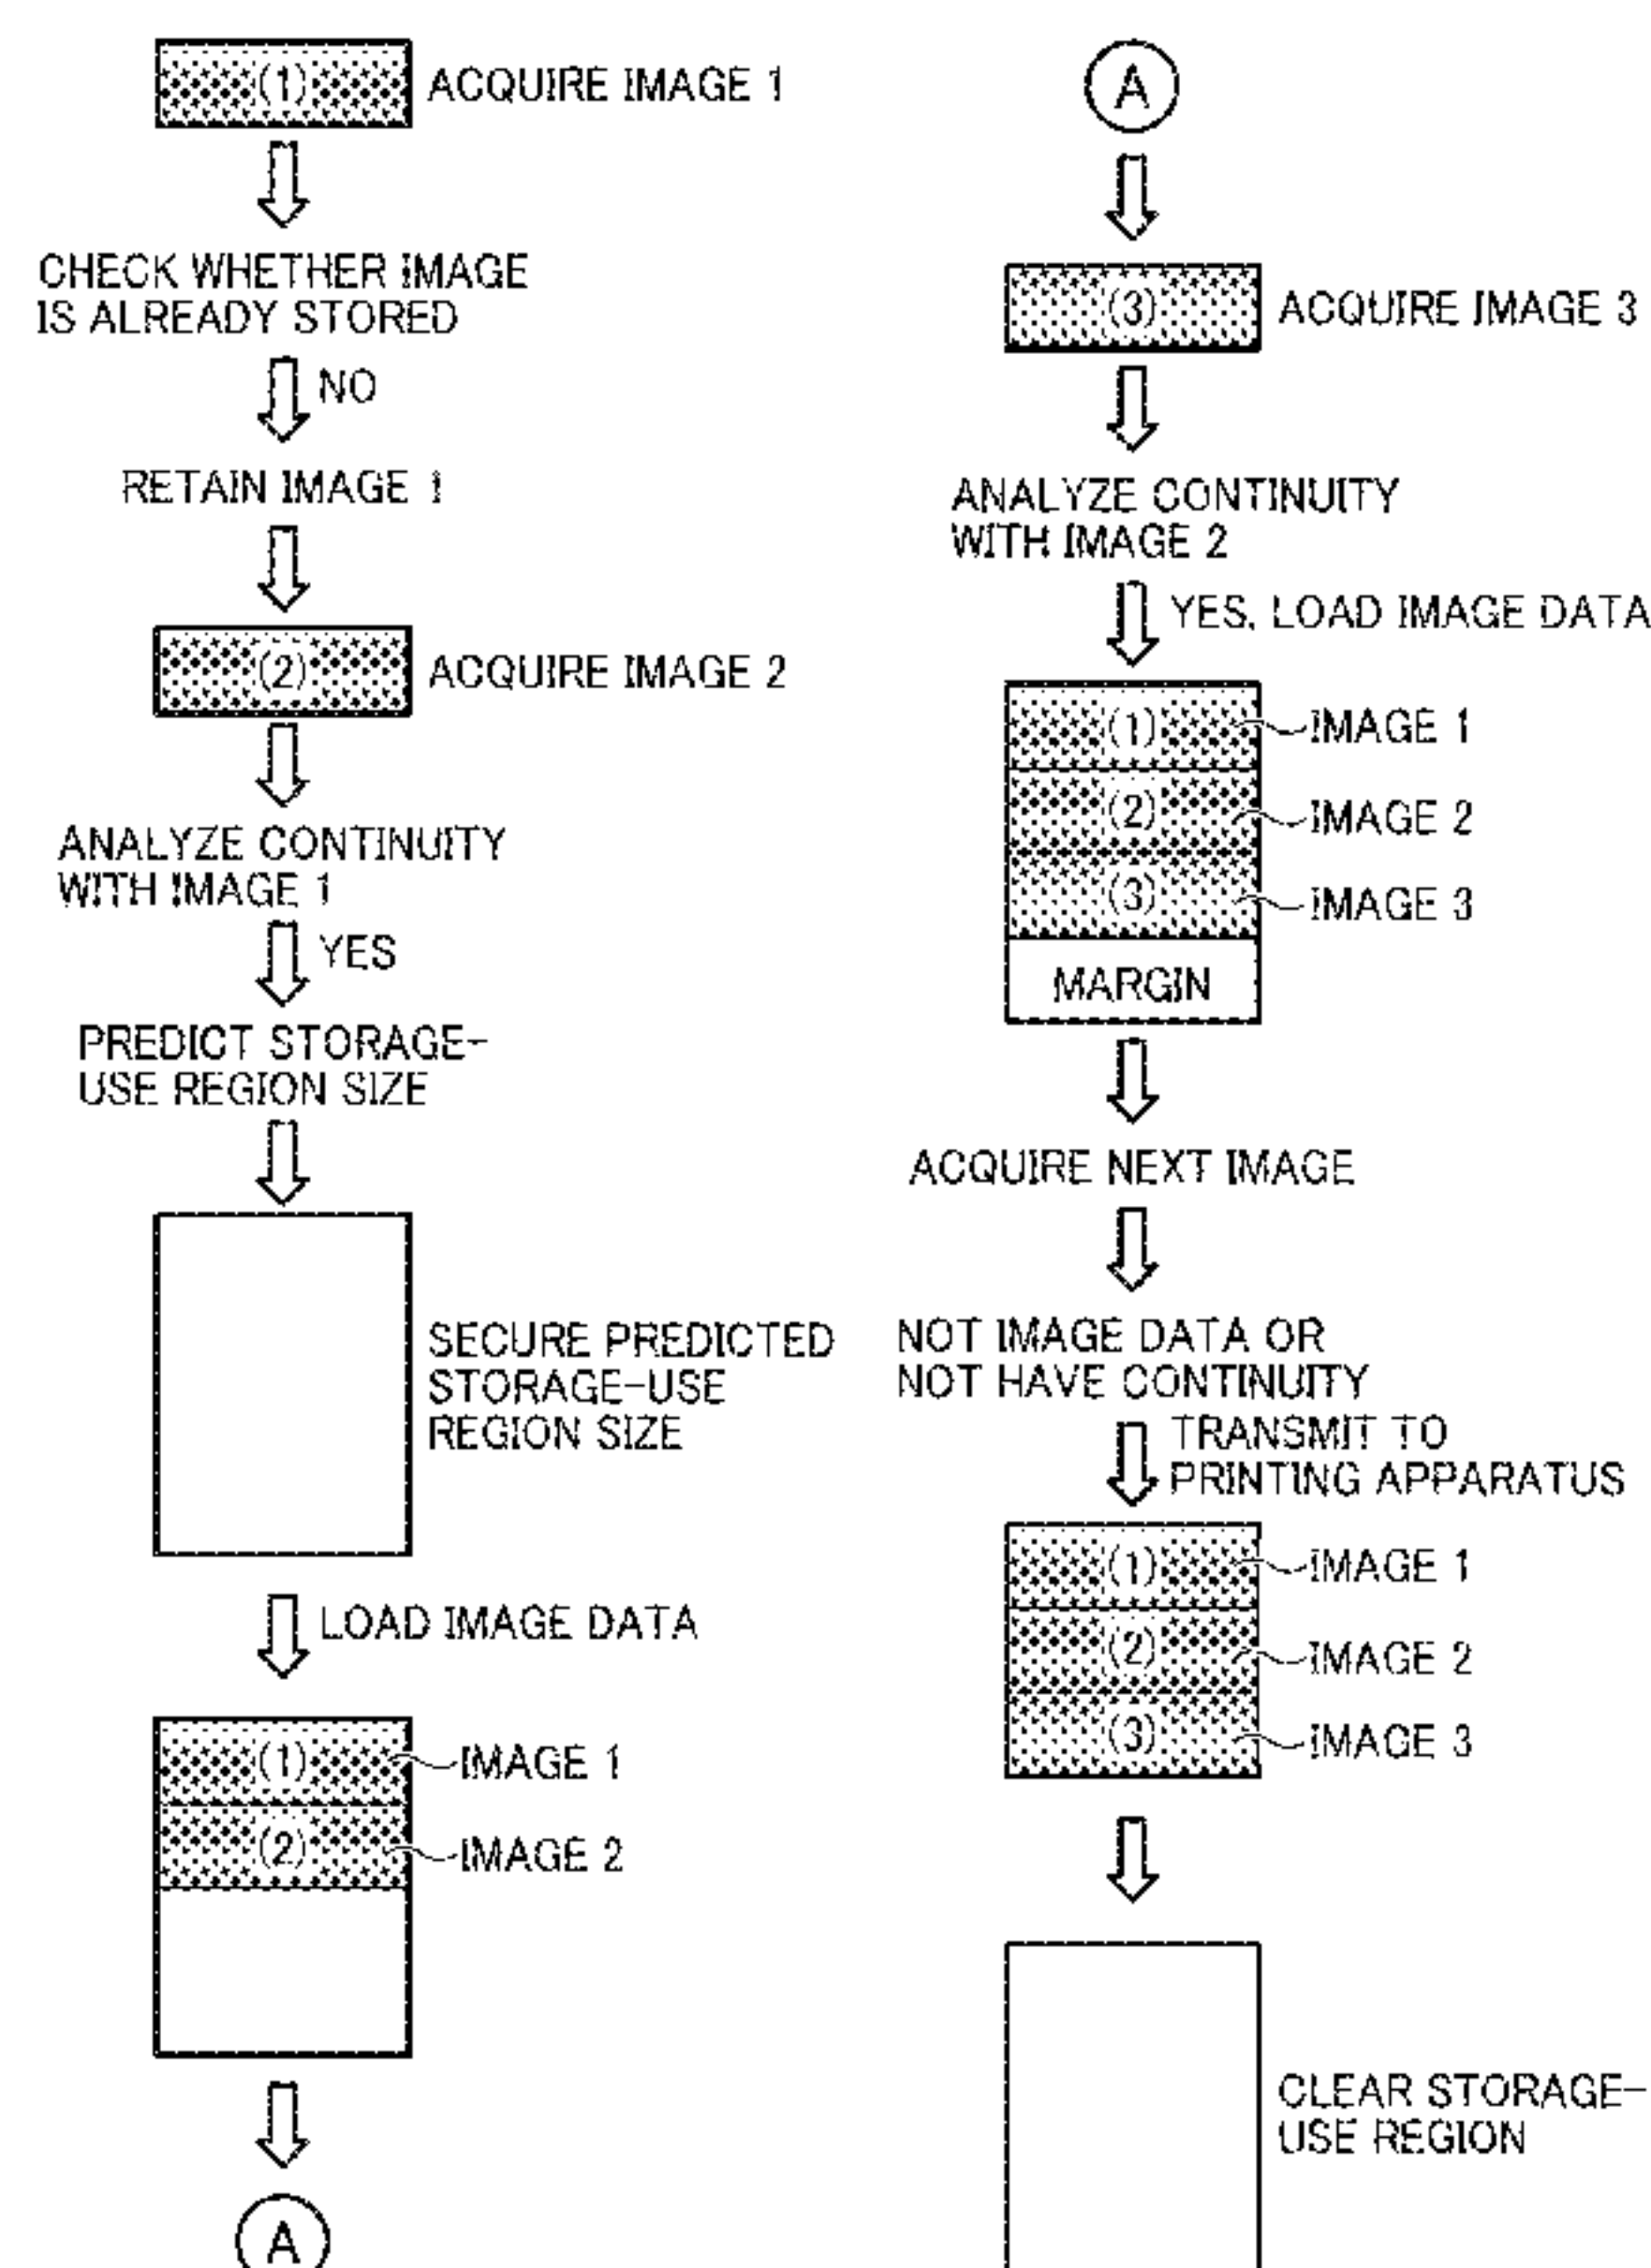 (1) ACQUIRE IMAGE 1
CHECK WHETHER IMAGE
IS ALREADY STORED
NO
RETAIN IMAGE 1
(2) ACQUIRE IMAGE 2
ANALYZE CONTINUITY
WITH IMAGE 1
YES
PREDICT STORAGE-
USE REGION SIZE
SECURE PREDICTED
STORAGE-USE
REGION SIZE
LOAD IMAGE DATA
(1) IMAGE 1
(2) IMAGE 2
A
A
(3) ACQUIRE IMAGE 3
ANALYZE CONTINUITY
WITH IMAGE 2
YES, LOAD IMAGE DATA
(1) IMAGE 1
(2) IMAGE 2
(3) IMAGE 3
MARGIN
ACQUIRE NEXT IMAGE
NOT IMAGE DATA OR
NOT HAVE CONTINUITY
TRANSMIT TO
PRINTING APPARATUS
(1) IMAGE 1
(2) IMAGE 2
(3) IMAGE 3
CLEAR STORAGE-
USE REGION